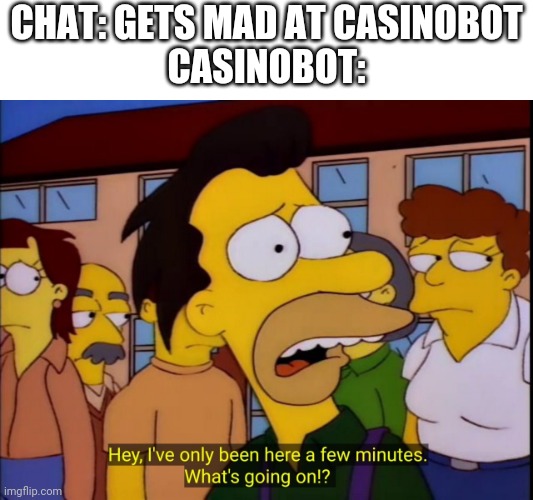 CHAT: GETS MAD AT CASINOBOT
CASINOBOT:
Hey, I've only been here a few minutes.
What's going on!?
imgflip.com